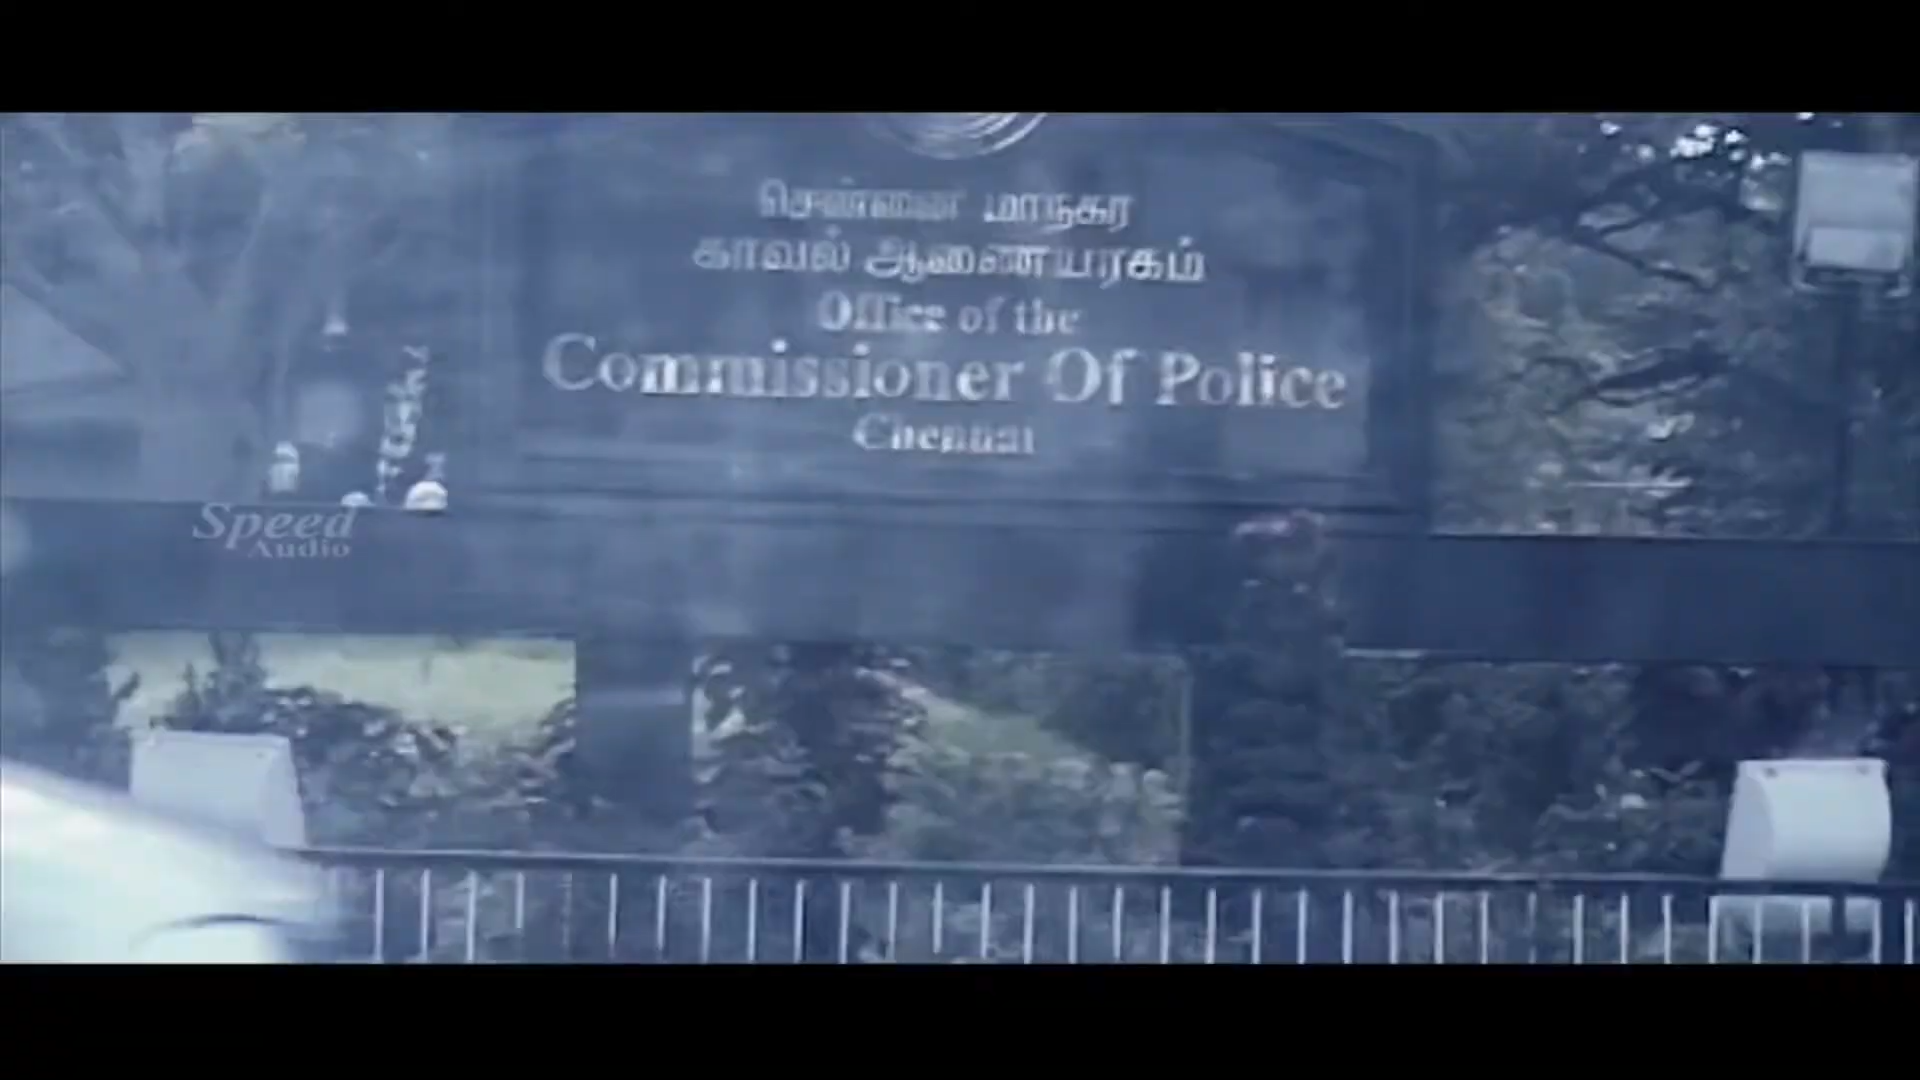 சென்னை மாநகர
காவல் ஆணையரகம்
Office of the
Commissioner Of Police
Chennai
Speed
Audio